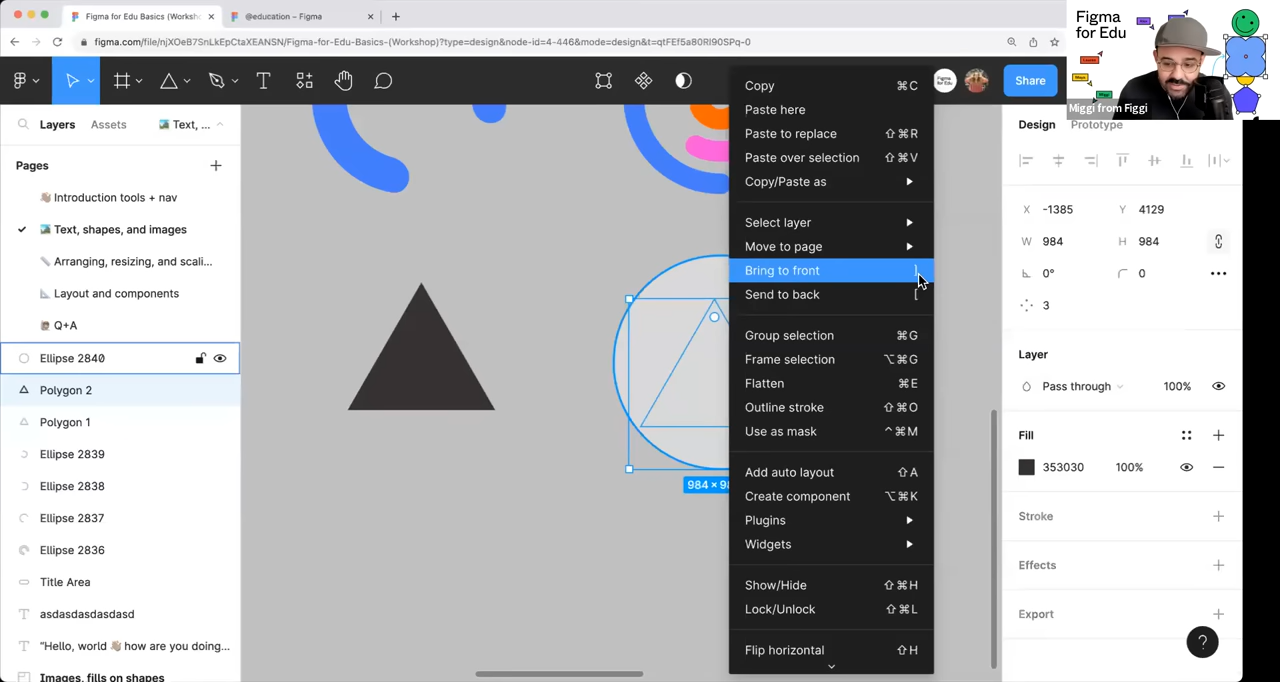 Figma for Edu Basics (Worksh
@education – Figma
figma.com/file/njXOeB7SnLkEpCtaXEANSN/Figma-for-Edu-Basics-(Workshop)?type=design&node-id=4-446&mode=design&t=qtFEf5a80RI90SPq-0
Figma
for Edu
Miggi from Figgi
Share
Layers
Assets
Text, ...
Pages
Introduction tools + nav
Text, shapes, and images
Arranging, resizing, and scali...
Layout and components
Q+A
Ellipse 2840
Polygon 2
Polygon 1
Ellipse 2839
Ellipse 2838
Ellipse 2837
Ellipse 2836
Title Area
asdasdasdasdasd
"Hello, world 👋🏽 how are you doing...
Images, fills on shapes
984 × 98
Copy ⌘C
Paste here
Paste to replace ⇧⌘R
Paste over selection ⇧⌘V
Copy/Paste as
Select layer
Move to page
Bring to front ]
Send to back [
Group selection ⌘G
Frame selection ⌥⌘G
Flatten ⌘E
Outline stroke ⇧⌘O
Use as mask ^⌘M
Add auto layout ⇧A
Create component ⌥⌘K
Plugins
Widgets
Show/Hide ⇧⌘H
Lock/Unlock ⇧⌘L
Flip horizontal ⇧H
Design
Prototype
X -1385 Y 4129
W 984 H 984
0° 0
3
Layer
Pass through 100%
Fill
353030 100%
Stroke
Effects
Export
?